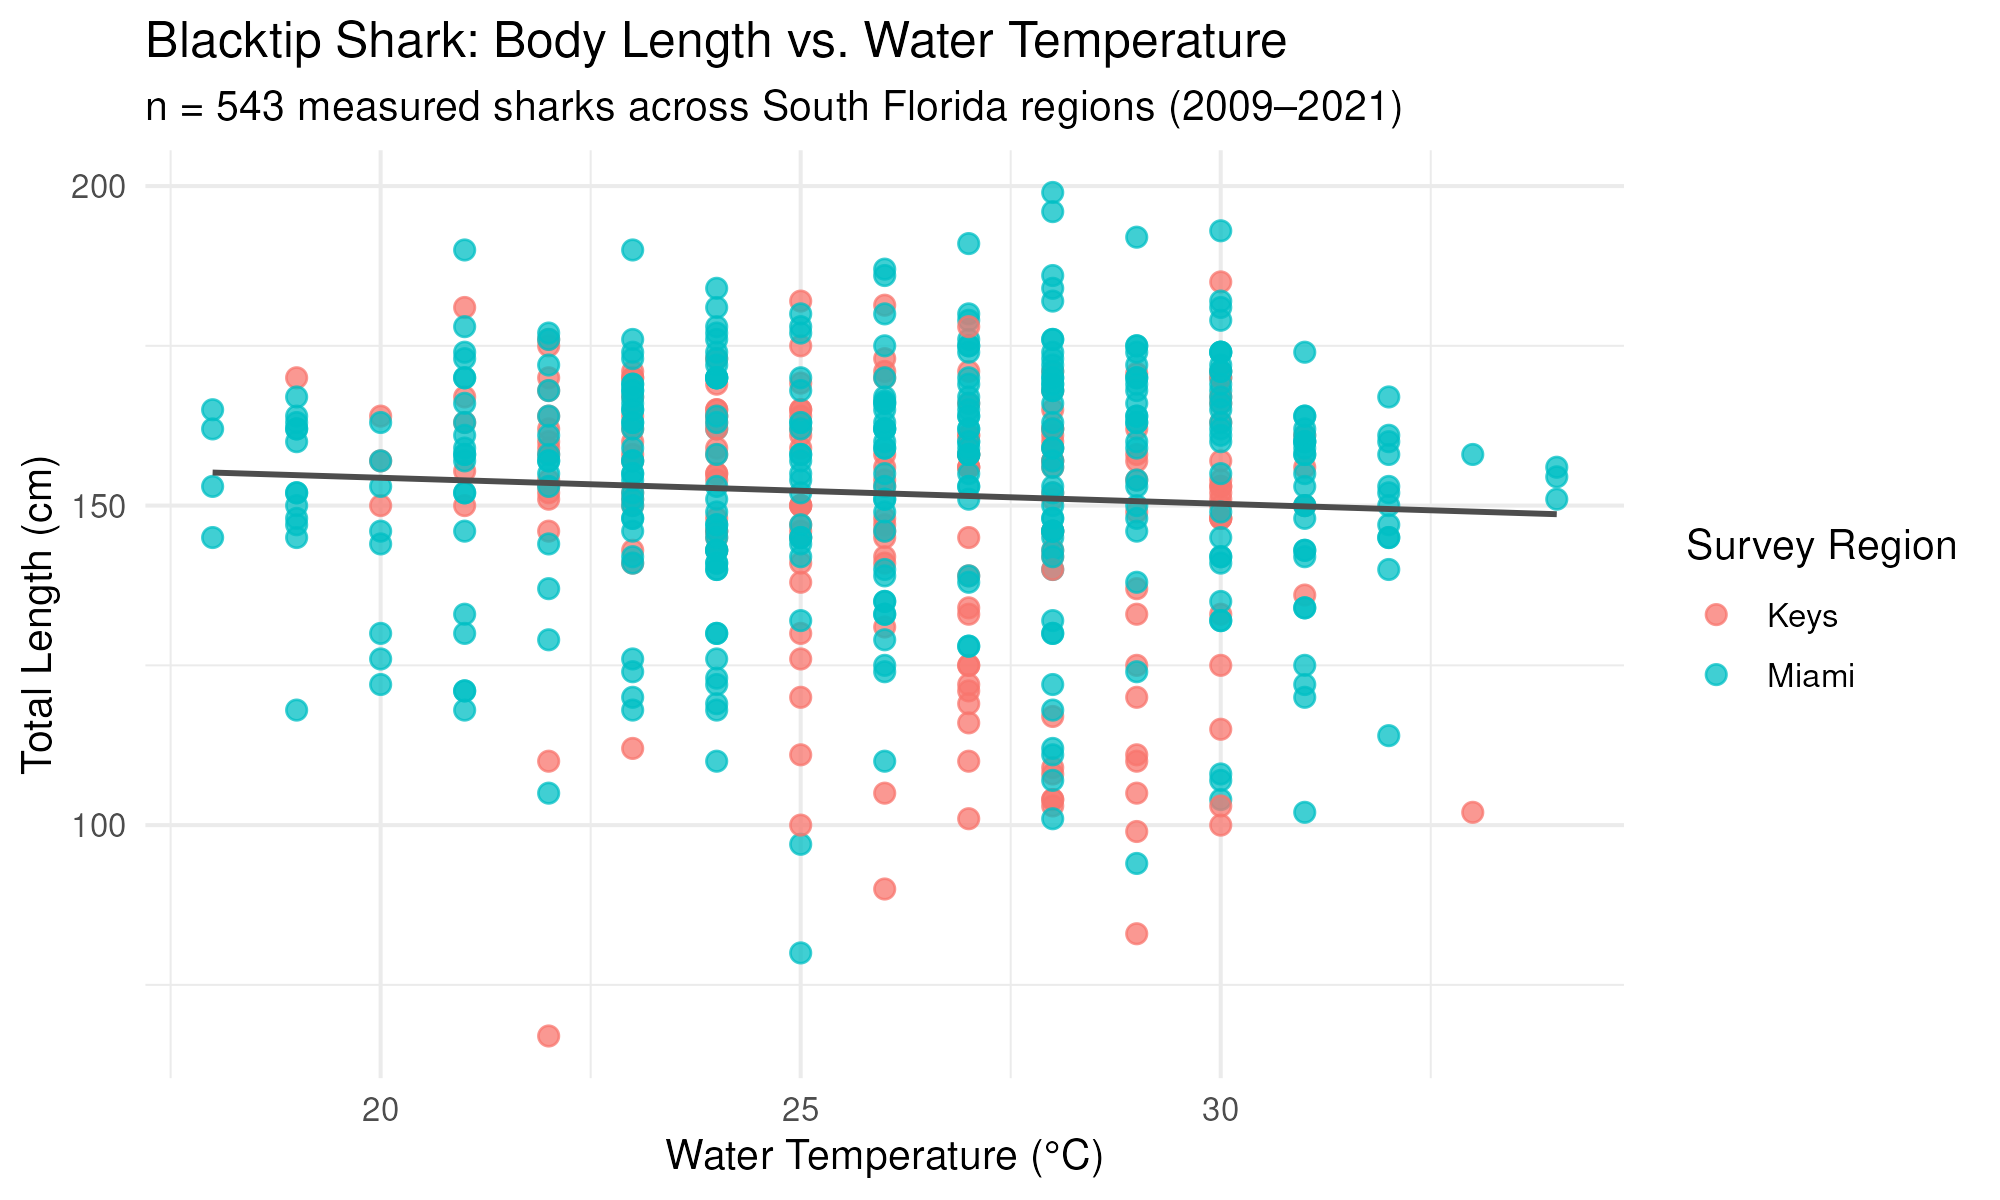 Blacktip Shark: Body Length vs. Water Temperature
n = 543 measured sharks across South Florida regions (2009–2021)
200
150
100
Total Length (cm)
20
25
30
Water Temperature (°C)
Survey Region
Keys
Miami